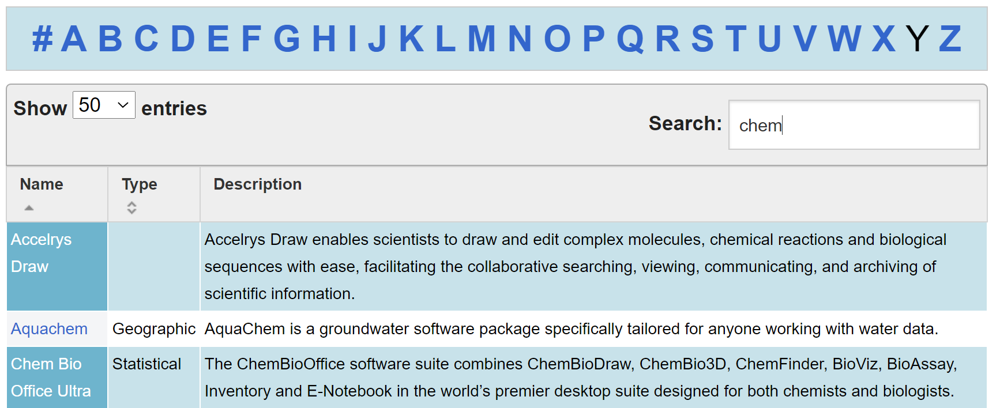 # A B C D E F G H I J K L M N O P Q R S T U V W X Y Z
Show 50 entries
Search: chem
Name Type Description
Accelrys
Draw
Accelrys Draw enables scientists to draw and edit complex molecules, chemical reactions and biological
sequences with ease, facilitating the collaborative searching, viewing, communicating, and archiving of
scientific information.
Aquachem Geographic AquaChem is a groundwater software package specifically tailored for anyone working with water data.
Chem Bio
Office Ultra
Statistical
The ChemBioOffice software suite combines ChemBioDraw, ChemBio3D, ChemFinder, BioViz, BioAssay,
Inventory and E-Notebook in the world’s premier desktop suite designed for both chemists and biologists.